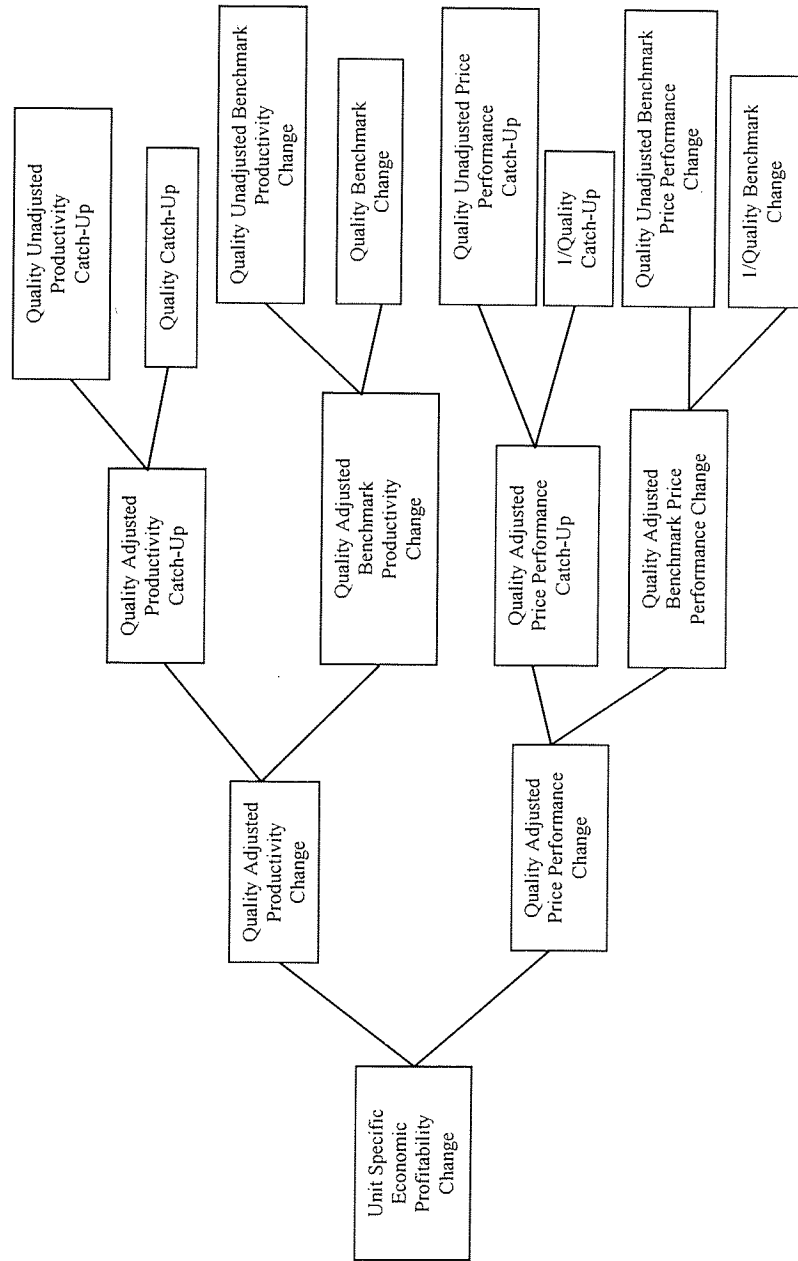 Unit Specific
Economic
Profitability
Change
Quality Adjusted
Productivity
Change
Quality Adjusted
Price Performance
Change
Quality Adjusted
Productivity
Catch-Up
Quality Adjusted
Benchmark
Productivity
Change
Quality Adjusted
Price Performance
Catch-Up
Quality Adjusted
Benchmark Price
Performance Change
Quality Unadjusted
Productivity
Catch-Up
Quality Catch-Up
Quality Unadjusted Benchmark
Productivity
Change
Quality Benchmark
Change
Quality Unadjusted Price
Performance
Catch-Up
1/Quality
Catch-Up
Quality Unadjusted Benchmark
Price Performance
Change
1/Quality Benchmark
Change